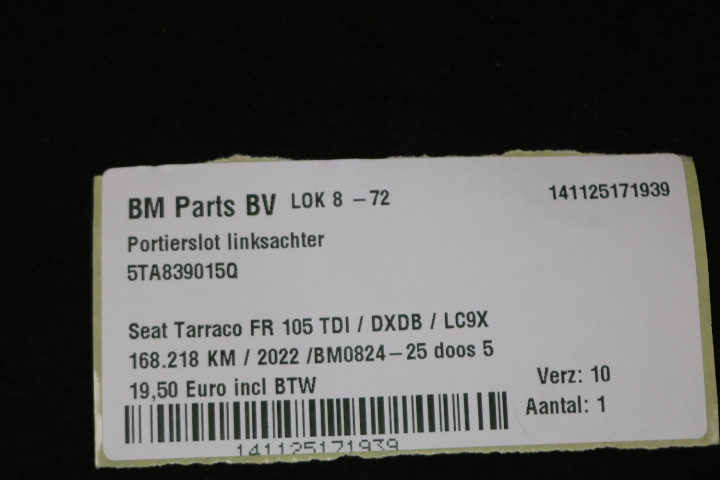 BM Parts BV LOK 8 -72 141125171939
Portierslot linksachter
5TA839015Q
Seat Tarraco FR 105 TDI / DXDB / LC9X
168.218 KM / 2022 /BM0824-25 doos 5
19,50 Euro incl BTW Verz: 10
Aantal: 1
141125171939